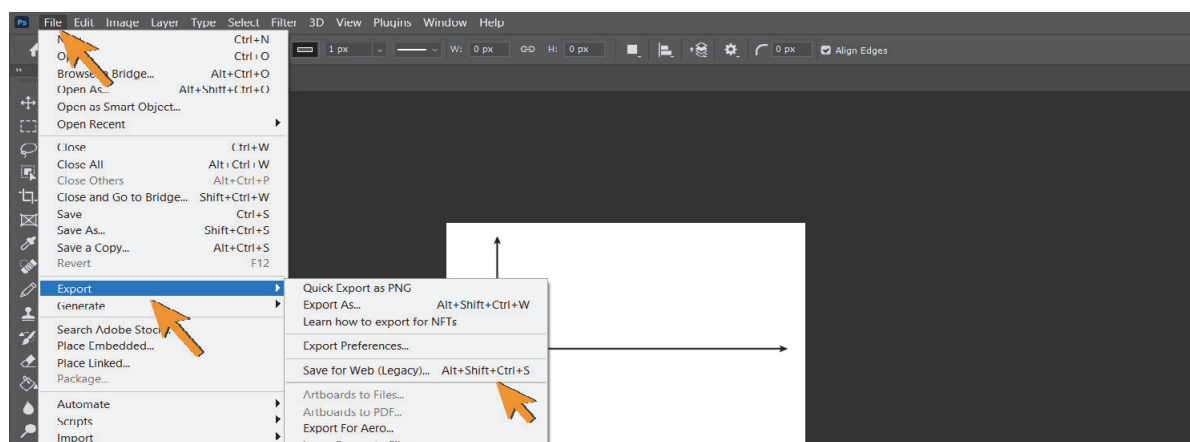 Ps File Edit Image Layer Type Select Filter 3D View Plugins Window Help
1 px W: 0 px H: 0 px 0 px Align Edges
Ctrl+N
Ctrl+O
Bridge... Alt+Ctrl+O
Open As... Alt+Shift+Ctrl+O
Open as Smart Object...
Open Recent
Close Ctrl+W
Close All Alt+Ctrl+W
Close Others Alt+Ctrl+P
Close and Go to Bridge... Shift+Ctrl+W
Save Ctrl+S
Save As... Shift+Ctrl+S
Save a Copy... Alt+Ctrl+S
Revert F12
Export
Generate
Search Adobe
Place Embedded...
Place Linked...
Package...
Automate
Scripts
Import
Quick Export as PNG
Export As... Alt+Shift+Ctrl+W
Learn how to export for NFTs
Export Preferences...
Save for Web (Legacy)... Alt+Shift+Ctrl+S
Artboards to Files...
Artboards to PDF...
Export For Aero...